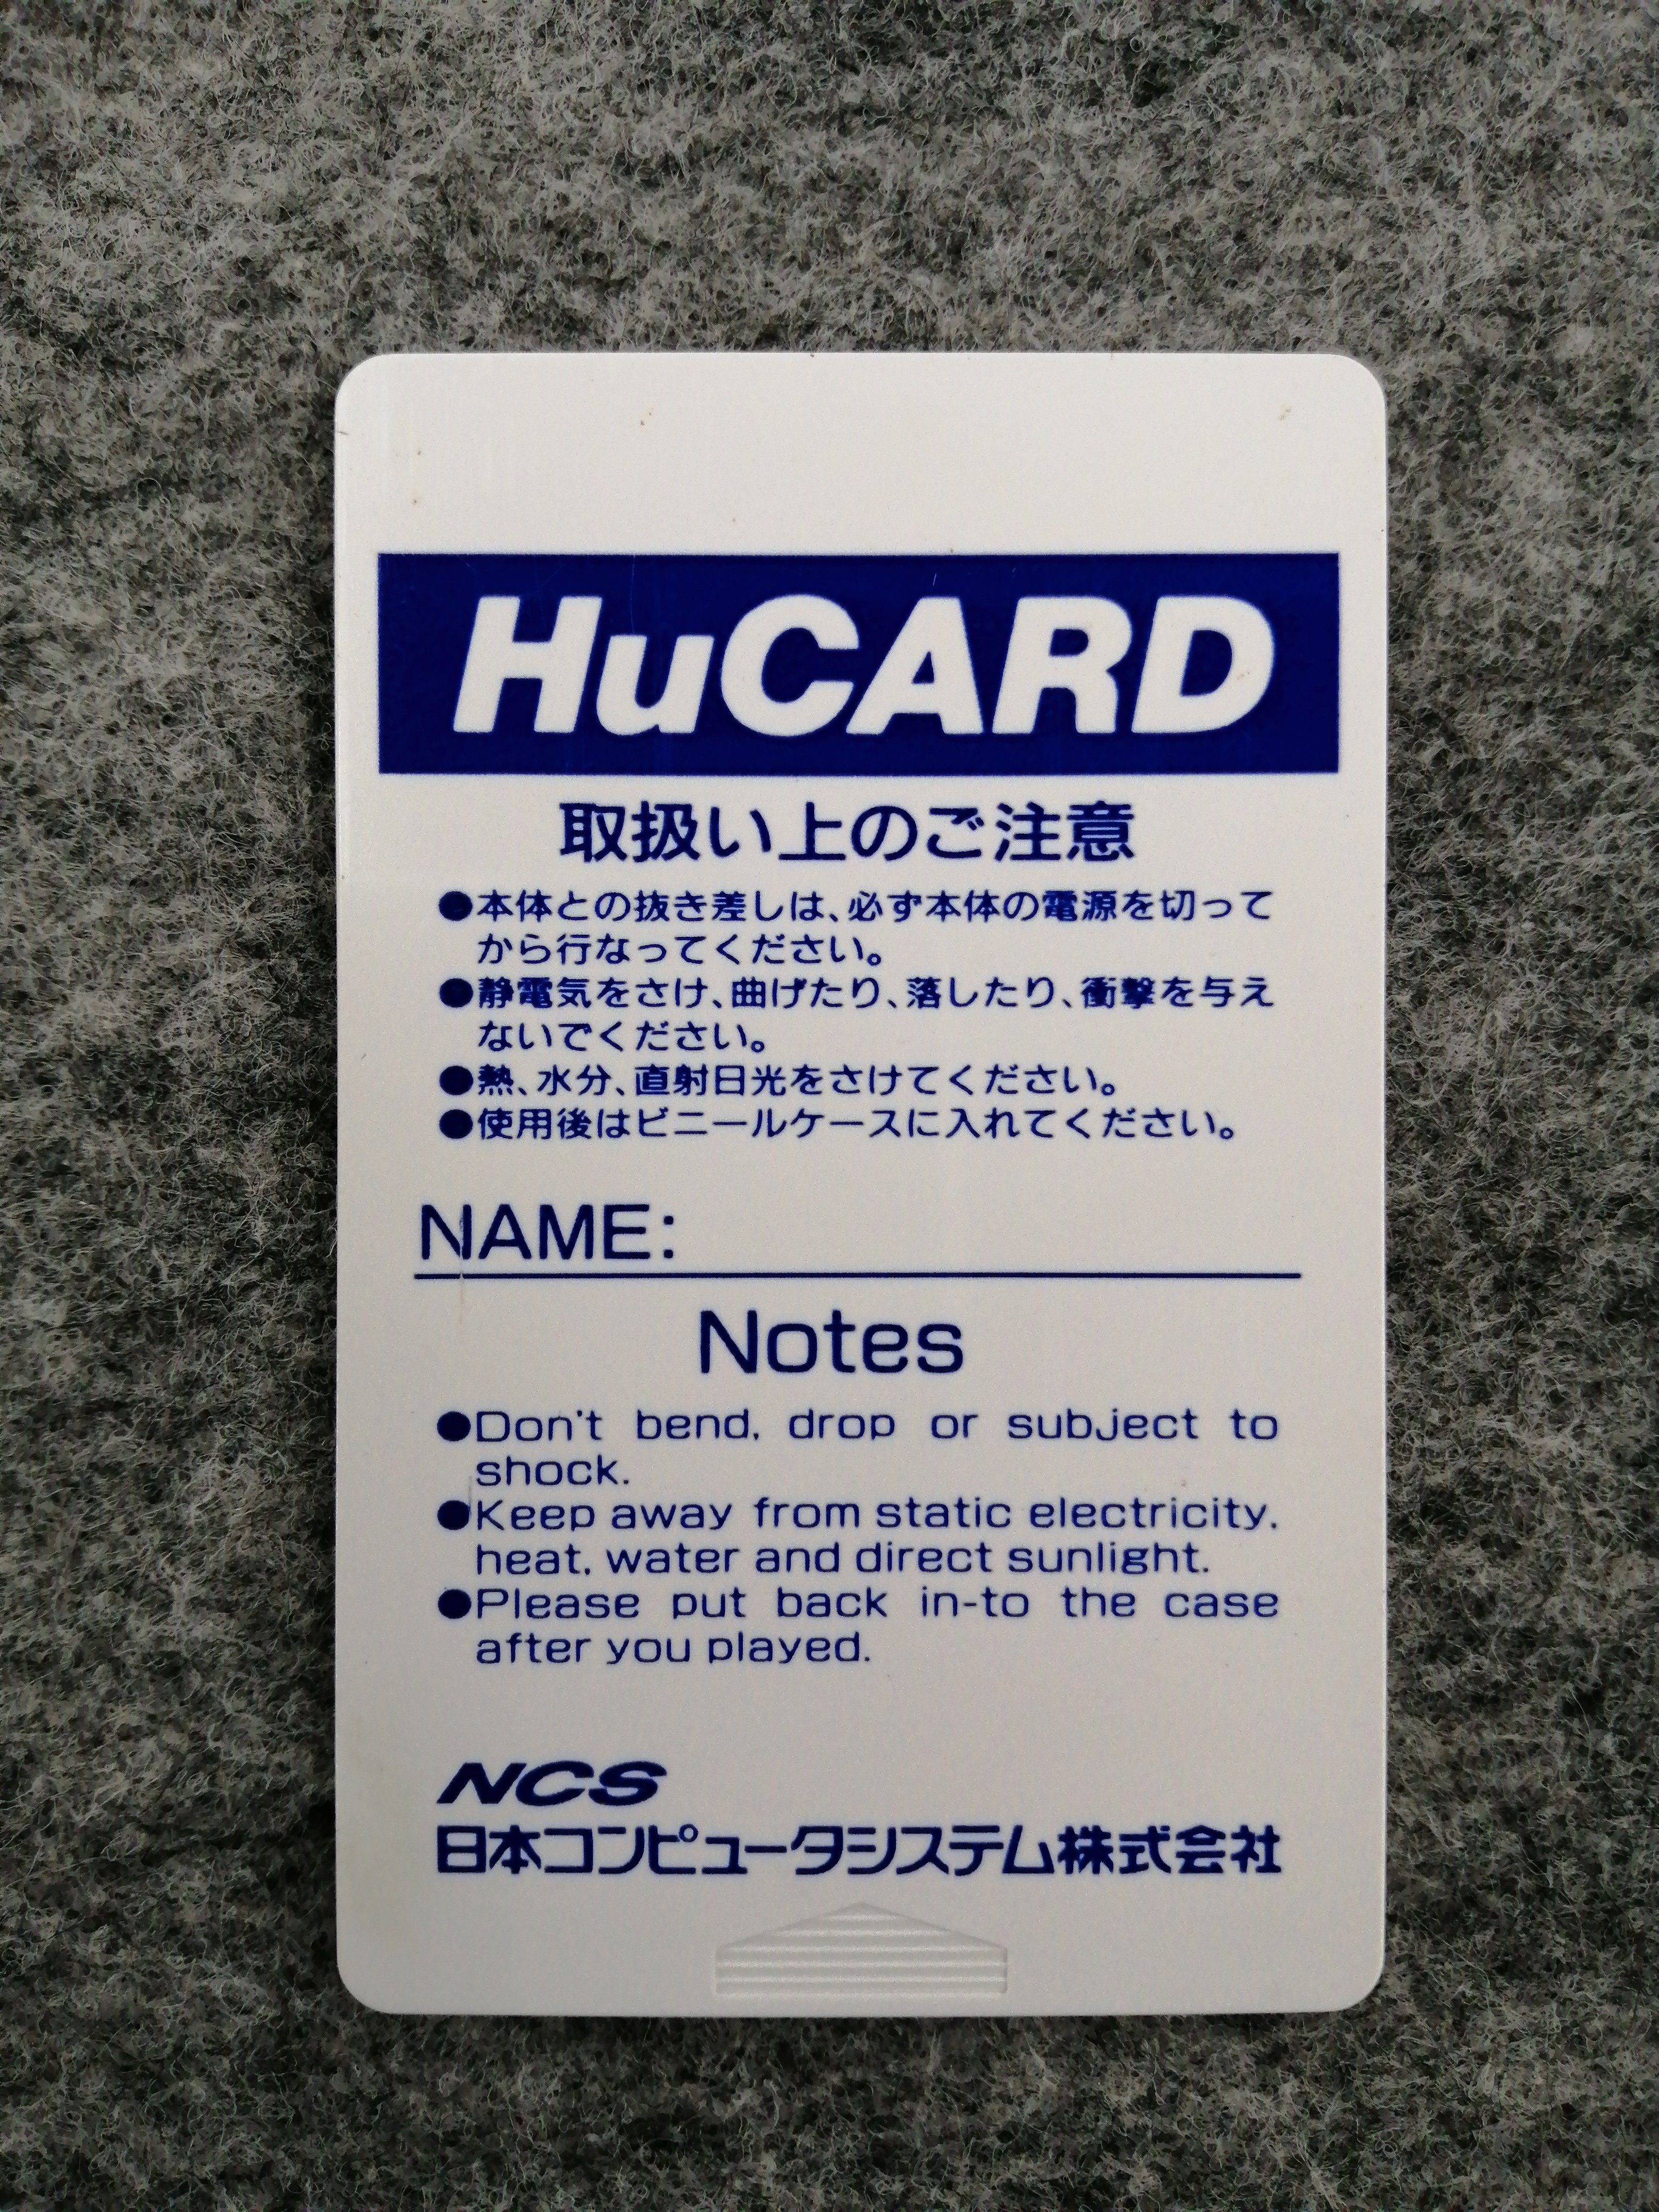 HuCARD
取扱い上のご注意
●本体との抜き差しは、必ず本体の電源を切って
から行なってください。
●静電気をさけ、曲げたり、落したり、衝撃を与え
ないでください。
●熱、水分、直射日光をさけてください。
●使用後はビニールケースに入れてください。
NAME:
Notes
●Don't bend, drop or subject to
shock.
●Keep away from static electricity,
heat, water and direct sunlight.
●Please put back in-to the case
after you played.
NCS
日本コンピュータシステム株式会社